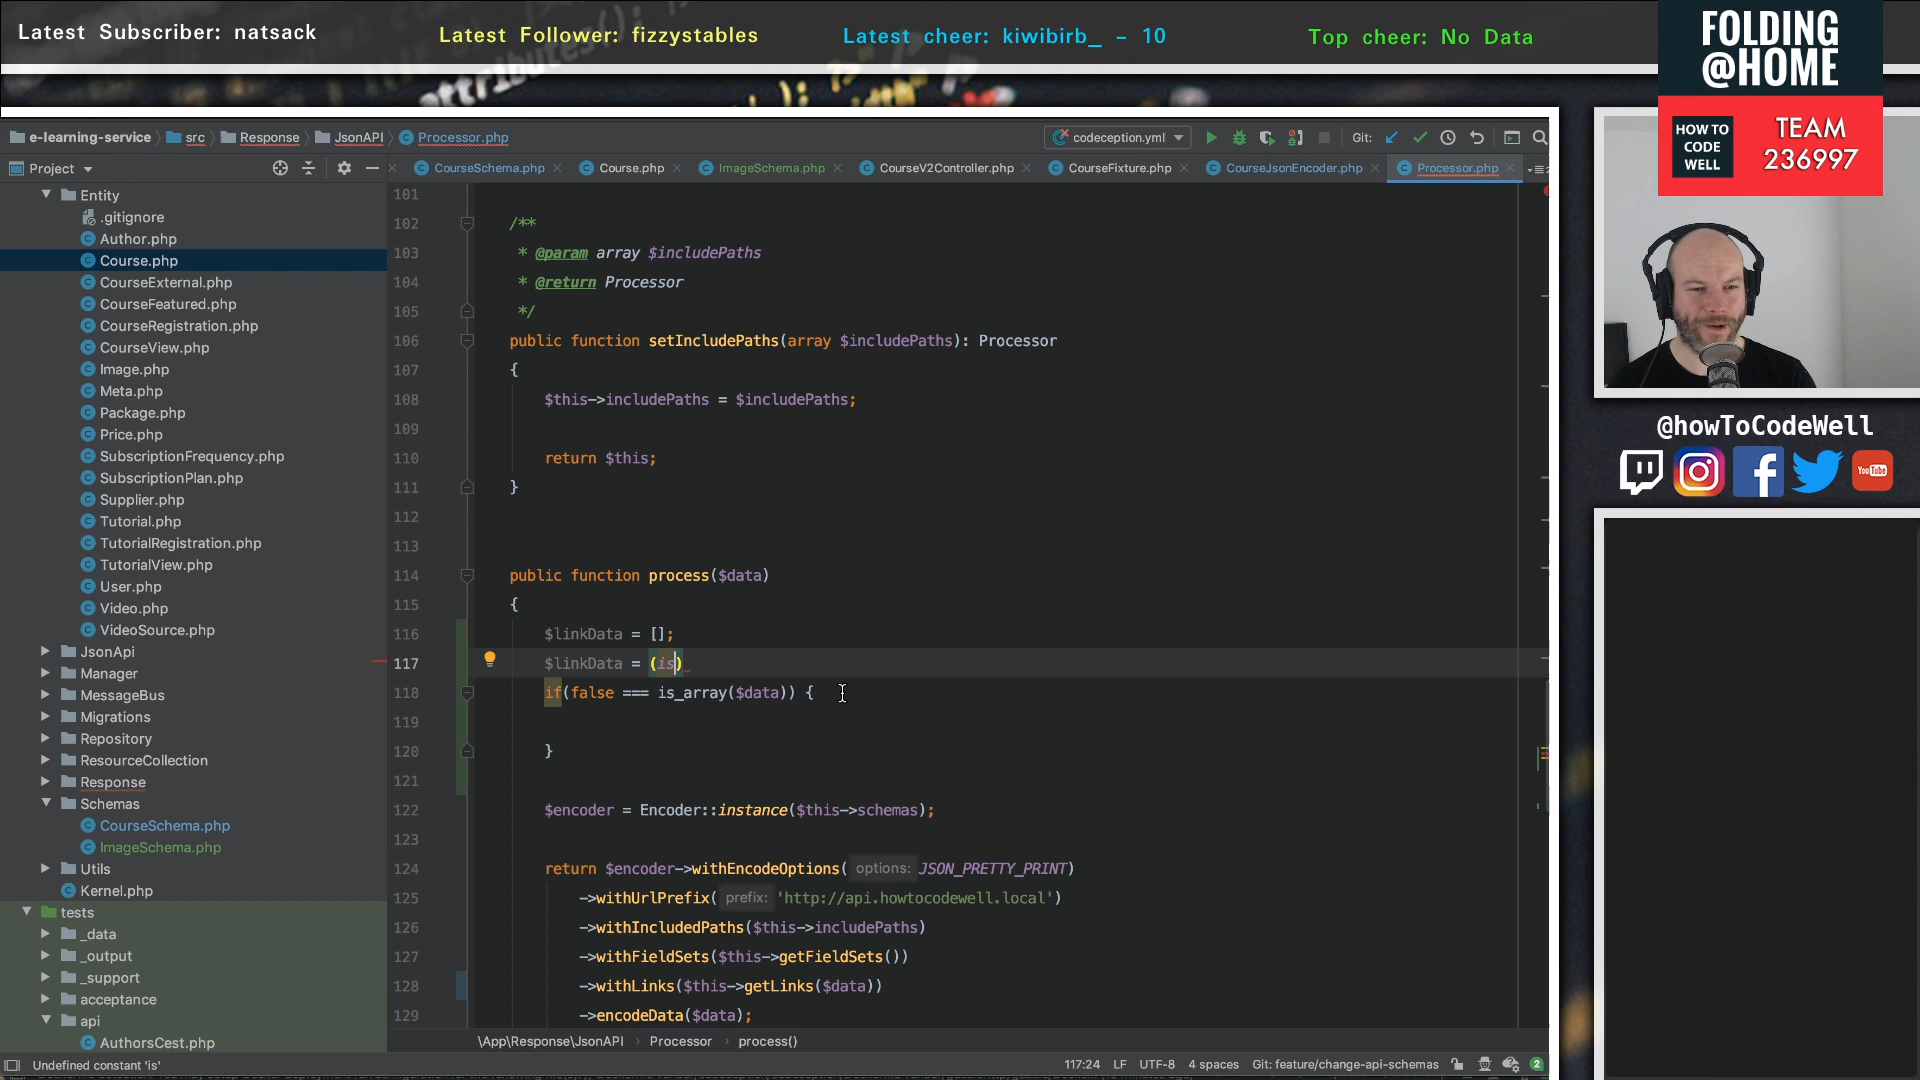 Latest Subscriber: natsack
Latest Follower: fizzystables
Latest cheer: kiwibirb_ - 10
Top cheer: No Data
FOLDING
@HOME
HOW TO
CODE
WELL
TEAM
236997
@howToCodeWell
You Tube
e-learning-service
src
Response
JsonAPI
Processor.php
codeception.yml
Git:
Project
CourseSchema.php
Course.php
ImageSchema.php
CourseV2Controller.php
CourseFixture.php
CourseJsonEncoder.php
Processor.php
Entity
.gitignore
Author.php
Course.php
CourseExternal.php
CourseFeatured.php
CourseRegistration.php
CourseView.php
Image.php
Meta.php
Package.php
Price.php
SubscriptionFrequency.php
SubscriptionPlan.php
Supplier.php
Tutorial.php
TutorialRegistration.php
TutorialView.php
User.php
Video.php
VideoSource.php
JsonApi
Manager
MessageBus
Migrations
Repository
ResourceCollection
Response
Schemas
CourseSchema.php
ImageSchema.php
Utils
Kernel.php
tests
_data
_output
_support
acceptance
api
AuthorsCest.php
101
102 /**
103 * @param array $includePaths
104 * @return Processor
105 */
106 public function setIncludePaths(array $includePaths): Processor
107 {
108 $this->includePaths = $includePaths;
109
110 return $this;
111 }
112
113
114 public function process($data)
115 {
116 $linkData = [];
117 $linkData = (is)
118 if(false === is_array($data)) {
119
120 }
121
122 $encoder = Encoder::instance($this->schemas);
123
124 return $encoder->withEncodeOptions( options: JSON_PRETTY_PRINT)
125 ->withUrlPrefix( prefix: 'http://api.howtocodewell.local')
126 ->withIncludedPaths($this->includePaths)
127 ->withFieldSets($this->getFieldSets())
128 ->withLinks($this->getLinks($data))
129 ->encodeData($data);
\App\Response\JsonAPI
Processor
process()
Undefined constant 'is'
117:24
LF
UTF-8
4 spaces
Git: feature/change-api-schemas
2